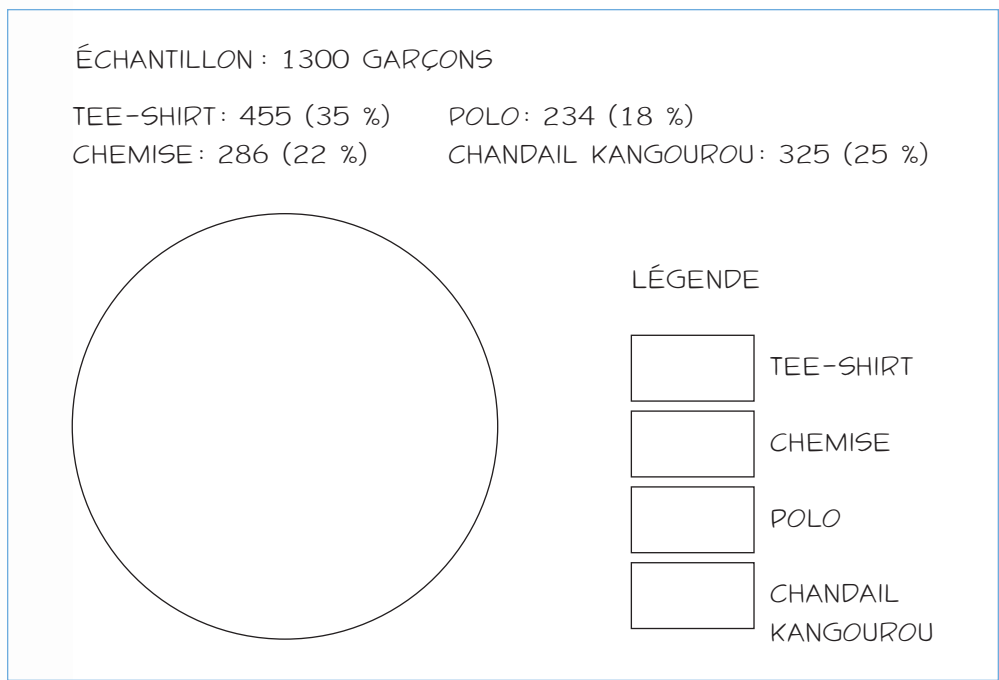 ÉCHANTILLON : 1300 GARÇONS
TEE-SHIRT : 455 (35 %) POLO : 234 (18 %)
CHEMISE : 286 (22 %) CHANDAIL KANGOUROU : 325 (25 %)
LÉGENDE
TEE-SHIRT
CHEMISE
POLO
CHANDAIL
KANGOUROU